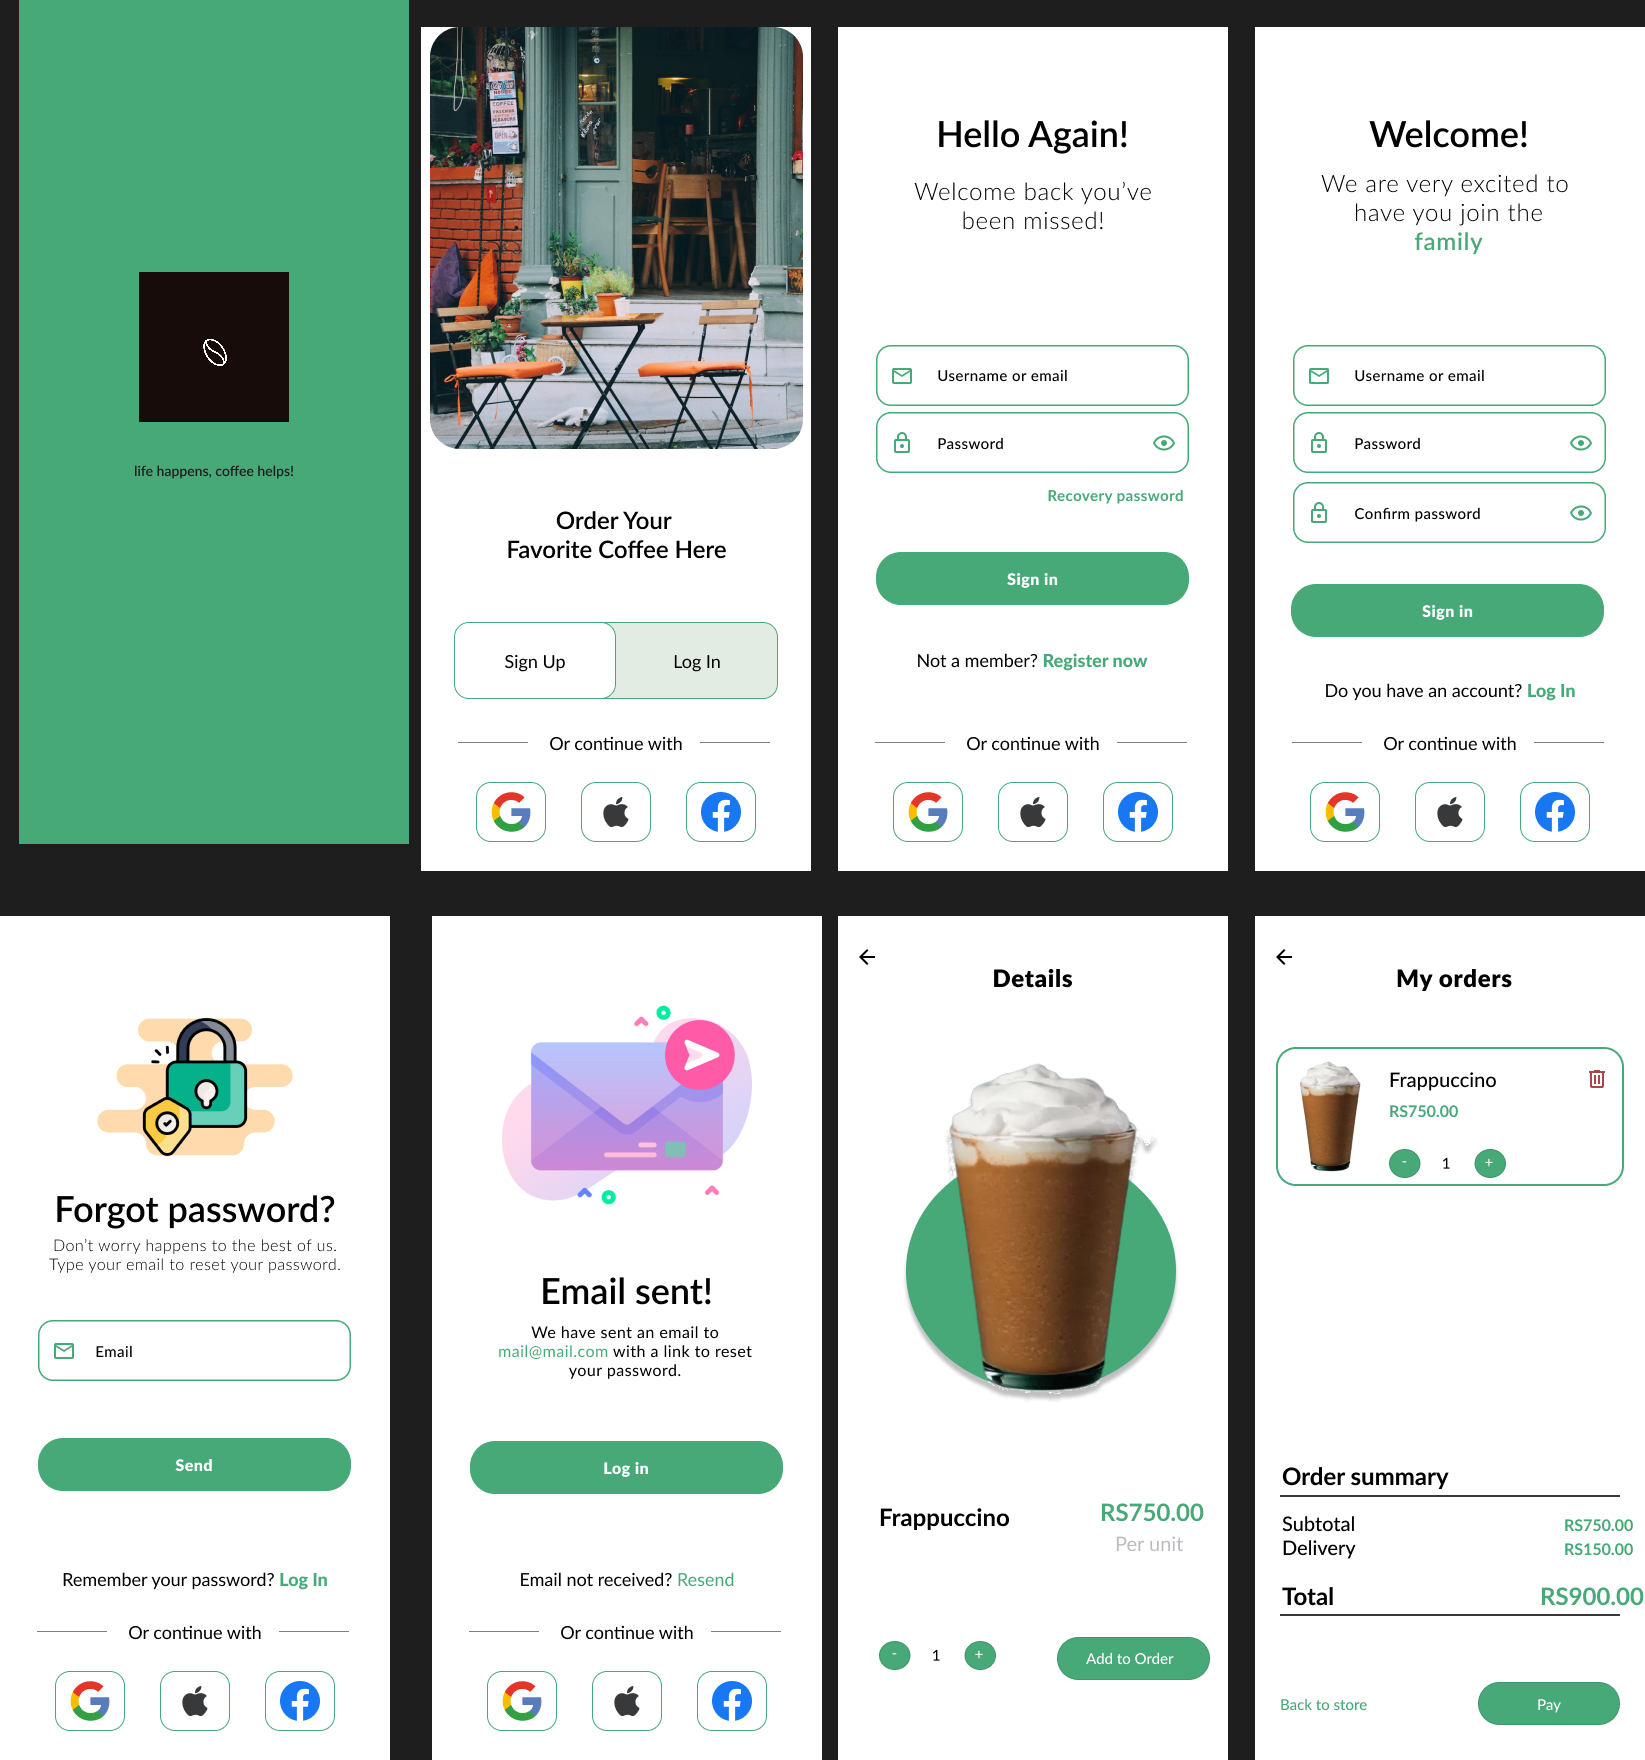 life happens, coffee helps!
COFFEE
OPEN
Order Your
Favorite Coffee Here
Sign Up
Log In
Or continue with
Hello Again!
Welcome back you've
been missed!
Username or email
Password
Recovery password
Sign in
Not a member? Register now
Or continue with
Welcome!
We are very excited to
have you join the
family
Username or email
Password
Confirm password
Sign in
Do you have an account? Log In
Or continue with
Forgot password?
Don't worry happens to the best of us.
Type your email to reset your password.
Email
Send
Remember your password? Log In
Or continue with
Email sent!
We have sent an email to
mail@mail.com with a link to reset
your password.
Log in
Email not received? Resend
Or continue with
Details
Frappuccino
RS750.00
Per unit
- 1 +
Add to Order
My orders
Frappuccino
RS750.00
- 1 +
Order summary
Subtotal RS750.00
Delivery RS150.00
Total RS900.00
Back to store
Pay